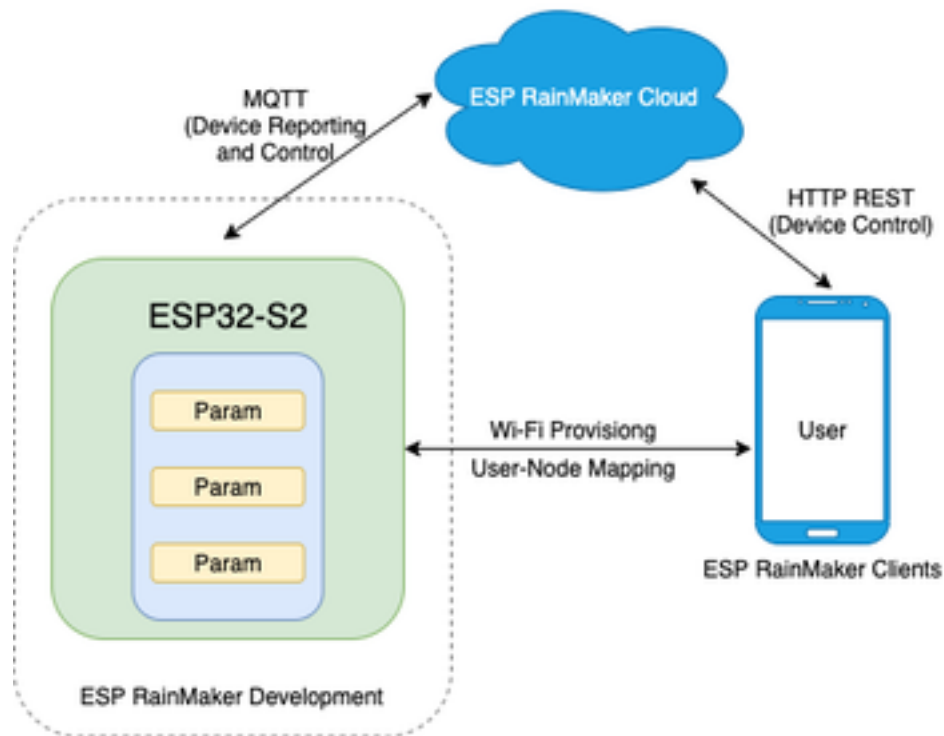 ESP RainMaker Cloud
MQTT
(Device Reporting
and Control
HTTP REST
(Device Control)
ESP32-S2
Param
Param
Param
Wi-Fi Provisiong
User-Node Mapping
User
ESP RainMaker Clients
ESP RainMaker Development